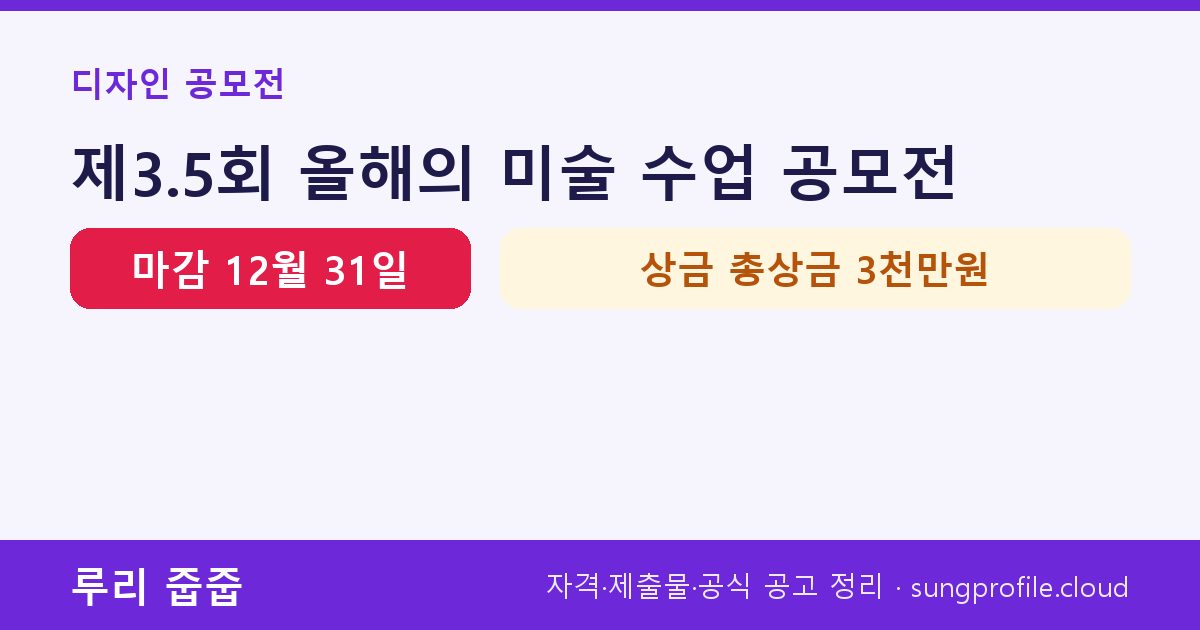 디자인 공모전
제3.5회 올해의 미술 수업 공모전
마감 12월 31일
상금 총상금 3천만원
루리 줍줍
자격·제출물·공식 공고 정리 · sungprofile.cloud